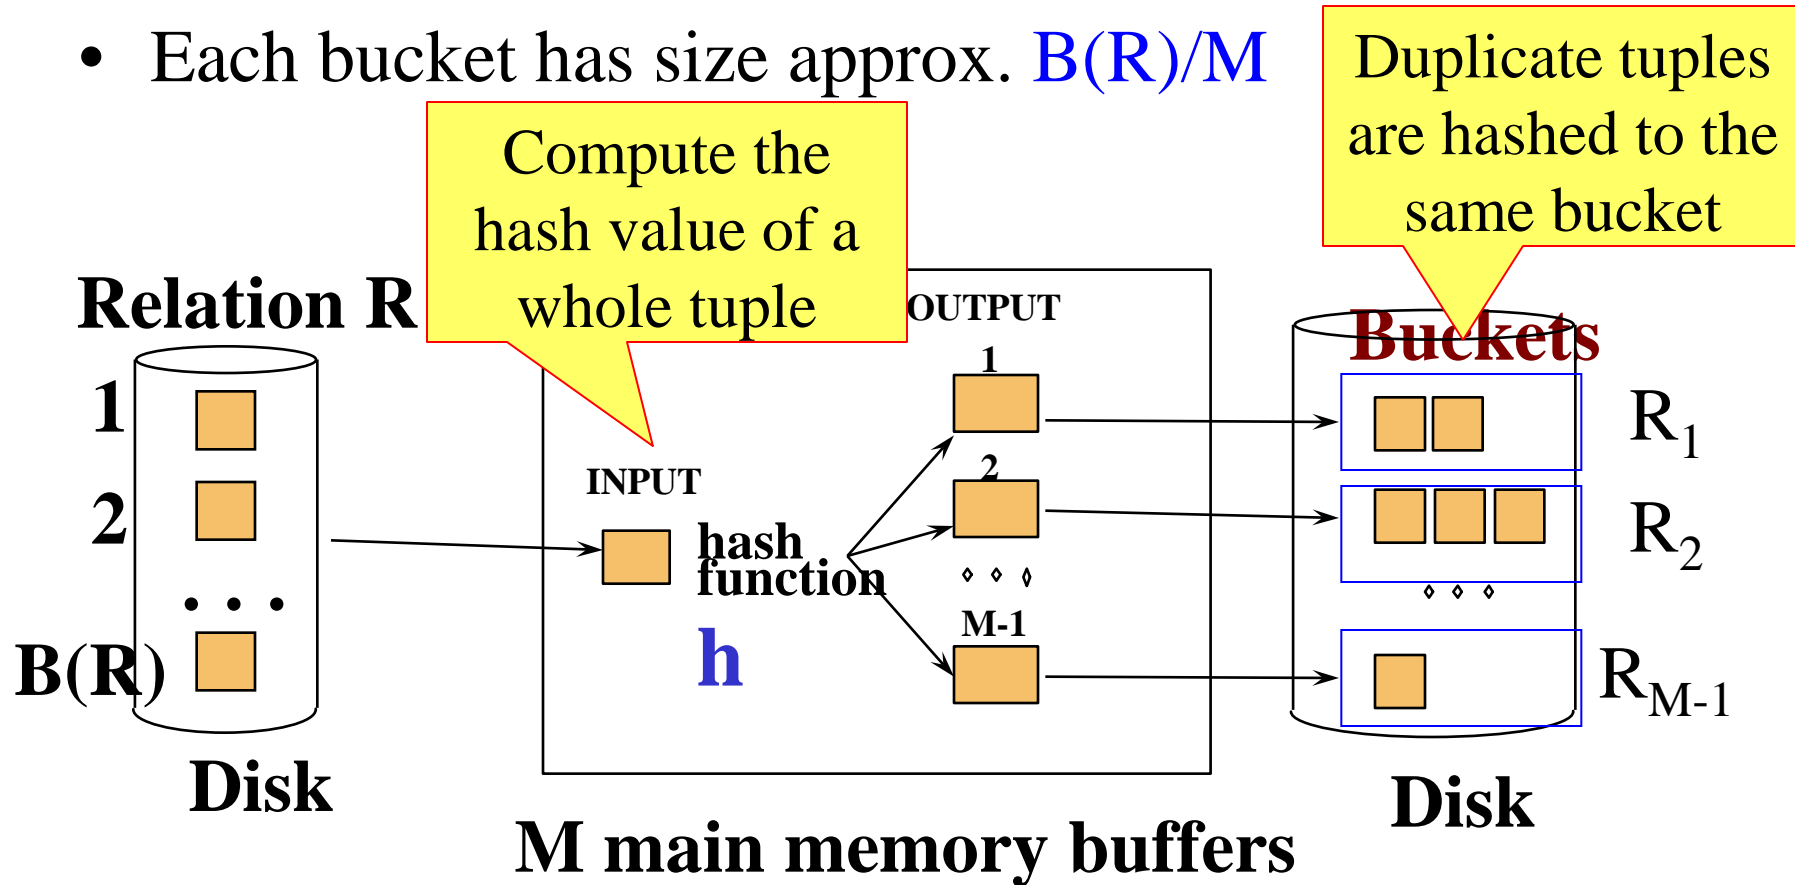 • Each bucket has size approx. B(R)/M
Duplicate tuples
are hashed to the
same bucket
Compute the
hash value of a
whole tuple
Relation R
OUTPUT
Buckets
1
1
R1
INPUT
2
2
hash
function
R2
. . .
h
M-1
B(R)
RM-1
Disk
Disk
M main memory buffers